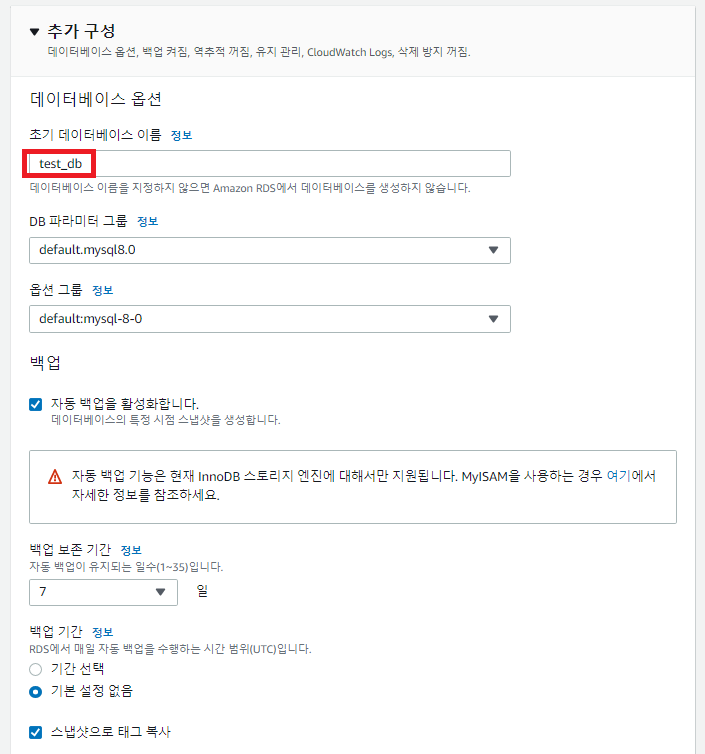 추가 구성
데이터베이스 옵션, 백업 켜짐, 역추적 꺼짐, 유지 관리, CloudWatch Logs, 삭제 방지 꺼짐.
데이터베이스 옵션
초기 데이터베이스 이름 정보
test_db
데이터베이스 이름을 지정하지 않으면 Amazon RDS에서 데이터베이스를 생성하지 않습니다.
DB 파라미터 그룹 정보
default.mysql8.0
옵션 그룹 정보
default:mysql-8-0
백업
자동 백업을 활성화합니다.
데이터베이스의 특정 시점 스냅샷을 생성합니다.
자동 백업 기능은 현재 InnoDB 스토리지 엔진에 대해서만 지원됩니다. MyISAM을 사용하는 경우 여기에서
자세한 정보를 참조하세요.
백업 보존 기간 정보
자동 백업이 유지되는 일수(1~35)입니다.
7 일
백업 기간 정보
RDS에서 매일 자동 백업을 수행하는 시간 범위(UTC)입니다.
기간 선택
기본 설정 없음
스냅샷으로 태그 복사